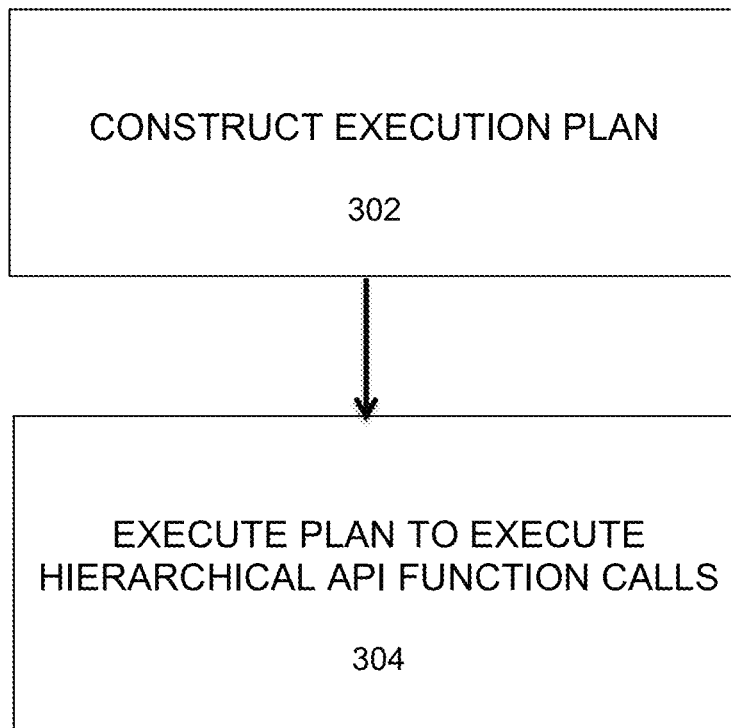 CONSTRUCT EXECUTION PLAN
302
EXECUTE PLAN TO EXECUTE
HIERARCHICAL API FUNCTION CALLS
304